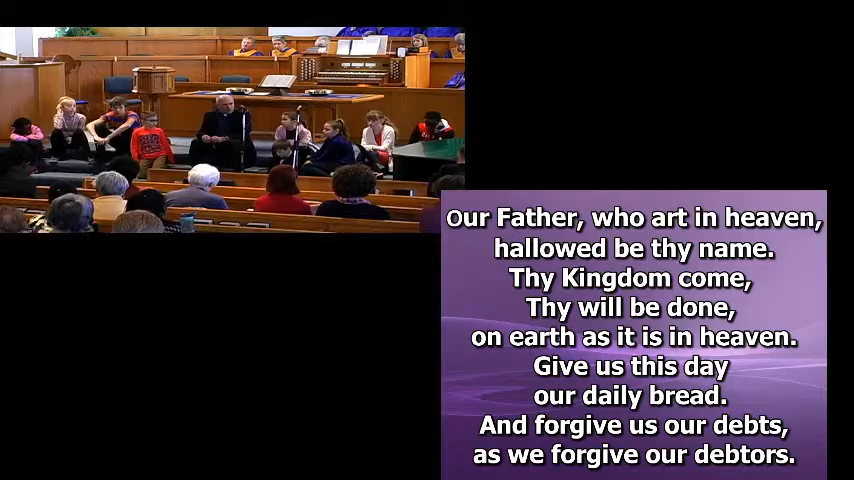 Our Father, who art in heaven,
hallowed be thy name.
Thy Kingdom come,
Thy will be done,
on earth as it is in heaven.
Give us this day
our daily bread.
And forgive us our debts,
as we forgive our debtors.